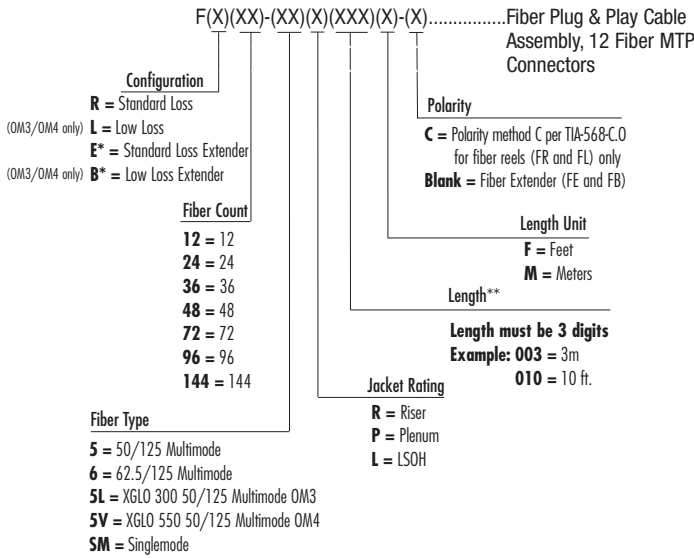 F(X)(XX)-(XX)(X)(XXX)(X)-(X)................Fiber Plug & Play Cable
Assembly, 12 Fiber MTP
Connectors
Configuration
R = Standard Loss
(OM3/OM4 only) L = Low Loss
E* = Standard Loss Extender
(OM3/OM4 only) B* = Low Loss Extender
Polarity
C = Polarity method C per TIA-568-C.0
for fiber reels (FR and FL) only
Blank = Fiber Extender (FE and FB)
Fiber Count
12 = 12
24 = 24
36 = 36
48 = 48
72 = 72
96 = 96
144 = 144
Length Unit
F = Feet
M = Meters
Length**
Length must be 3 digits
Example: 003 = 3m
010 = 10 ft.
Jacket Rating
R = Riser
P = Plenum
L = LSOH
Fiber Type
5 = 50/125 Multimode
6 = 62.5/125 Multimode
5L = XGLO 300 50/125 Multimode OM3
5V = XGLO 550 50/125 Multimode OM4
SM = Singlemode